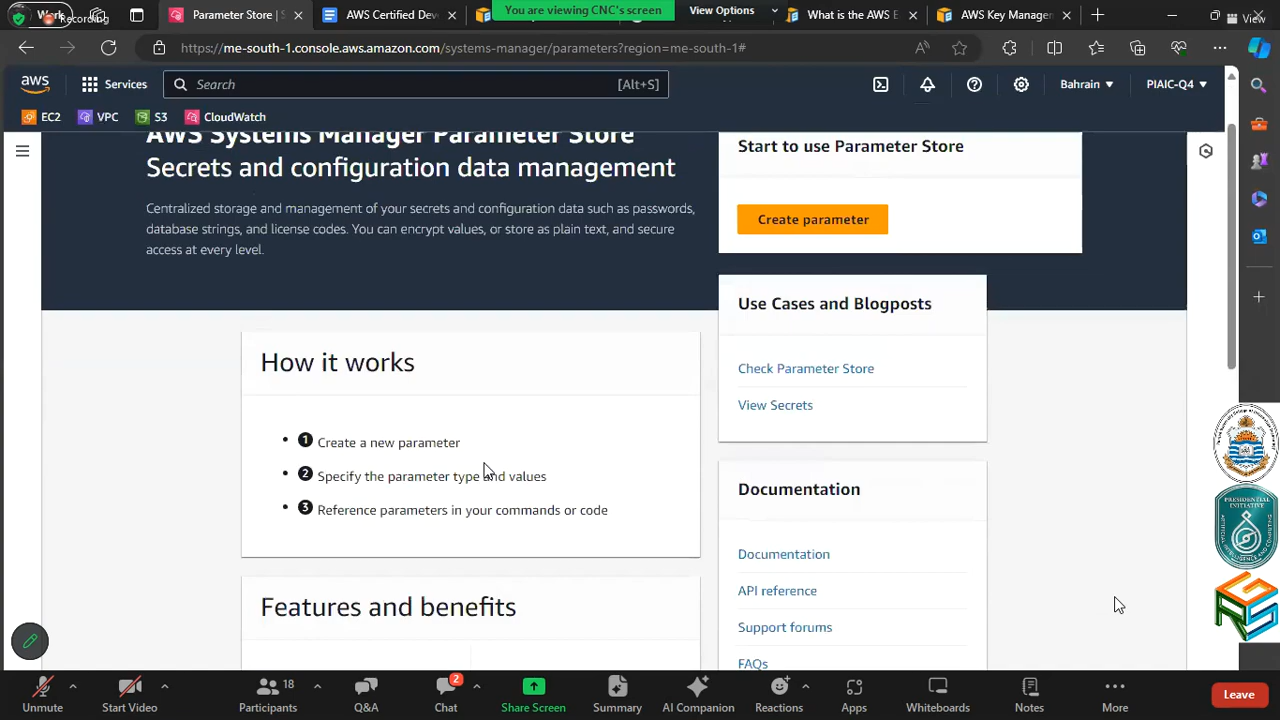 Recording
Parameter Store | S
AWS Certified Dev
You are viewing CNC's screen
View Options
What is the AWS E
AWS Key Manage
View
https://me-south-1.console.aws.amazon.com/systems-manager/parameters?region=me-south-1#
aws
Services
Search
[Alt+S]
Bahrain
PIAIC-Q4
EC2
VPC
S3
CloudWatch
AWS Systems Manager Parameter Store
Secrets and configuration data management
Centralized storage and management of your secrets and configuration data such as passwords,
database strings, and license codes. You can encrypt values, or store as plain text, and secure
access at every level.
Start to use Parameter Store
Create parameter
Use Cases and Blogposts
Check Parameter Store
View Secrets
How it works
1 Create a new parameter
2 Specify the parameter type and values
3 Reference parameters in your commands or code
Documentation
Documentation
API reference
Support forums
FAQs
Features and benefits
Unmute
Start Video
18
Participants
Q&A
2
Chat
Share Screen
Summary
AI Companion
Reactions
Apps
Whiteboards
Notes
More
Leave